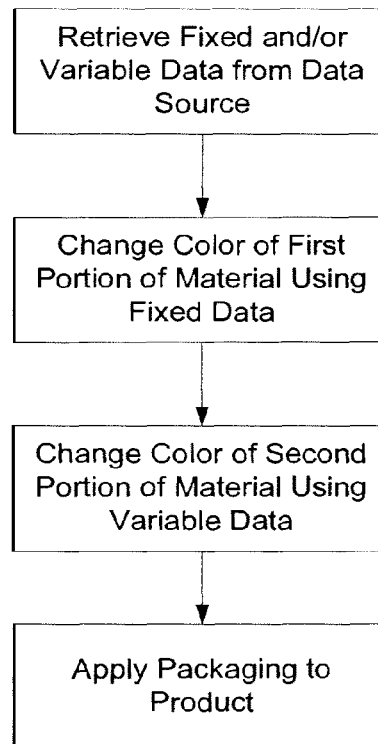 Retrieve Fixed and/or
Variable Data from Data
Source
Change Color of First
Portion of Material Using
Fixed Data
Change Color of Second
Portion of Material Using
Variable Data
Apply Packaging to
Product